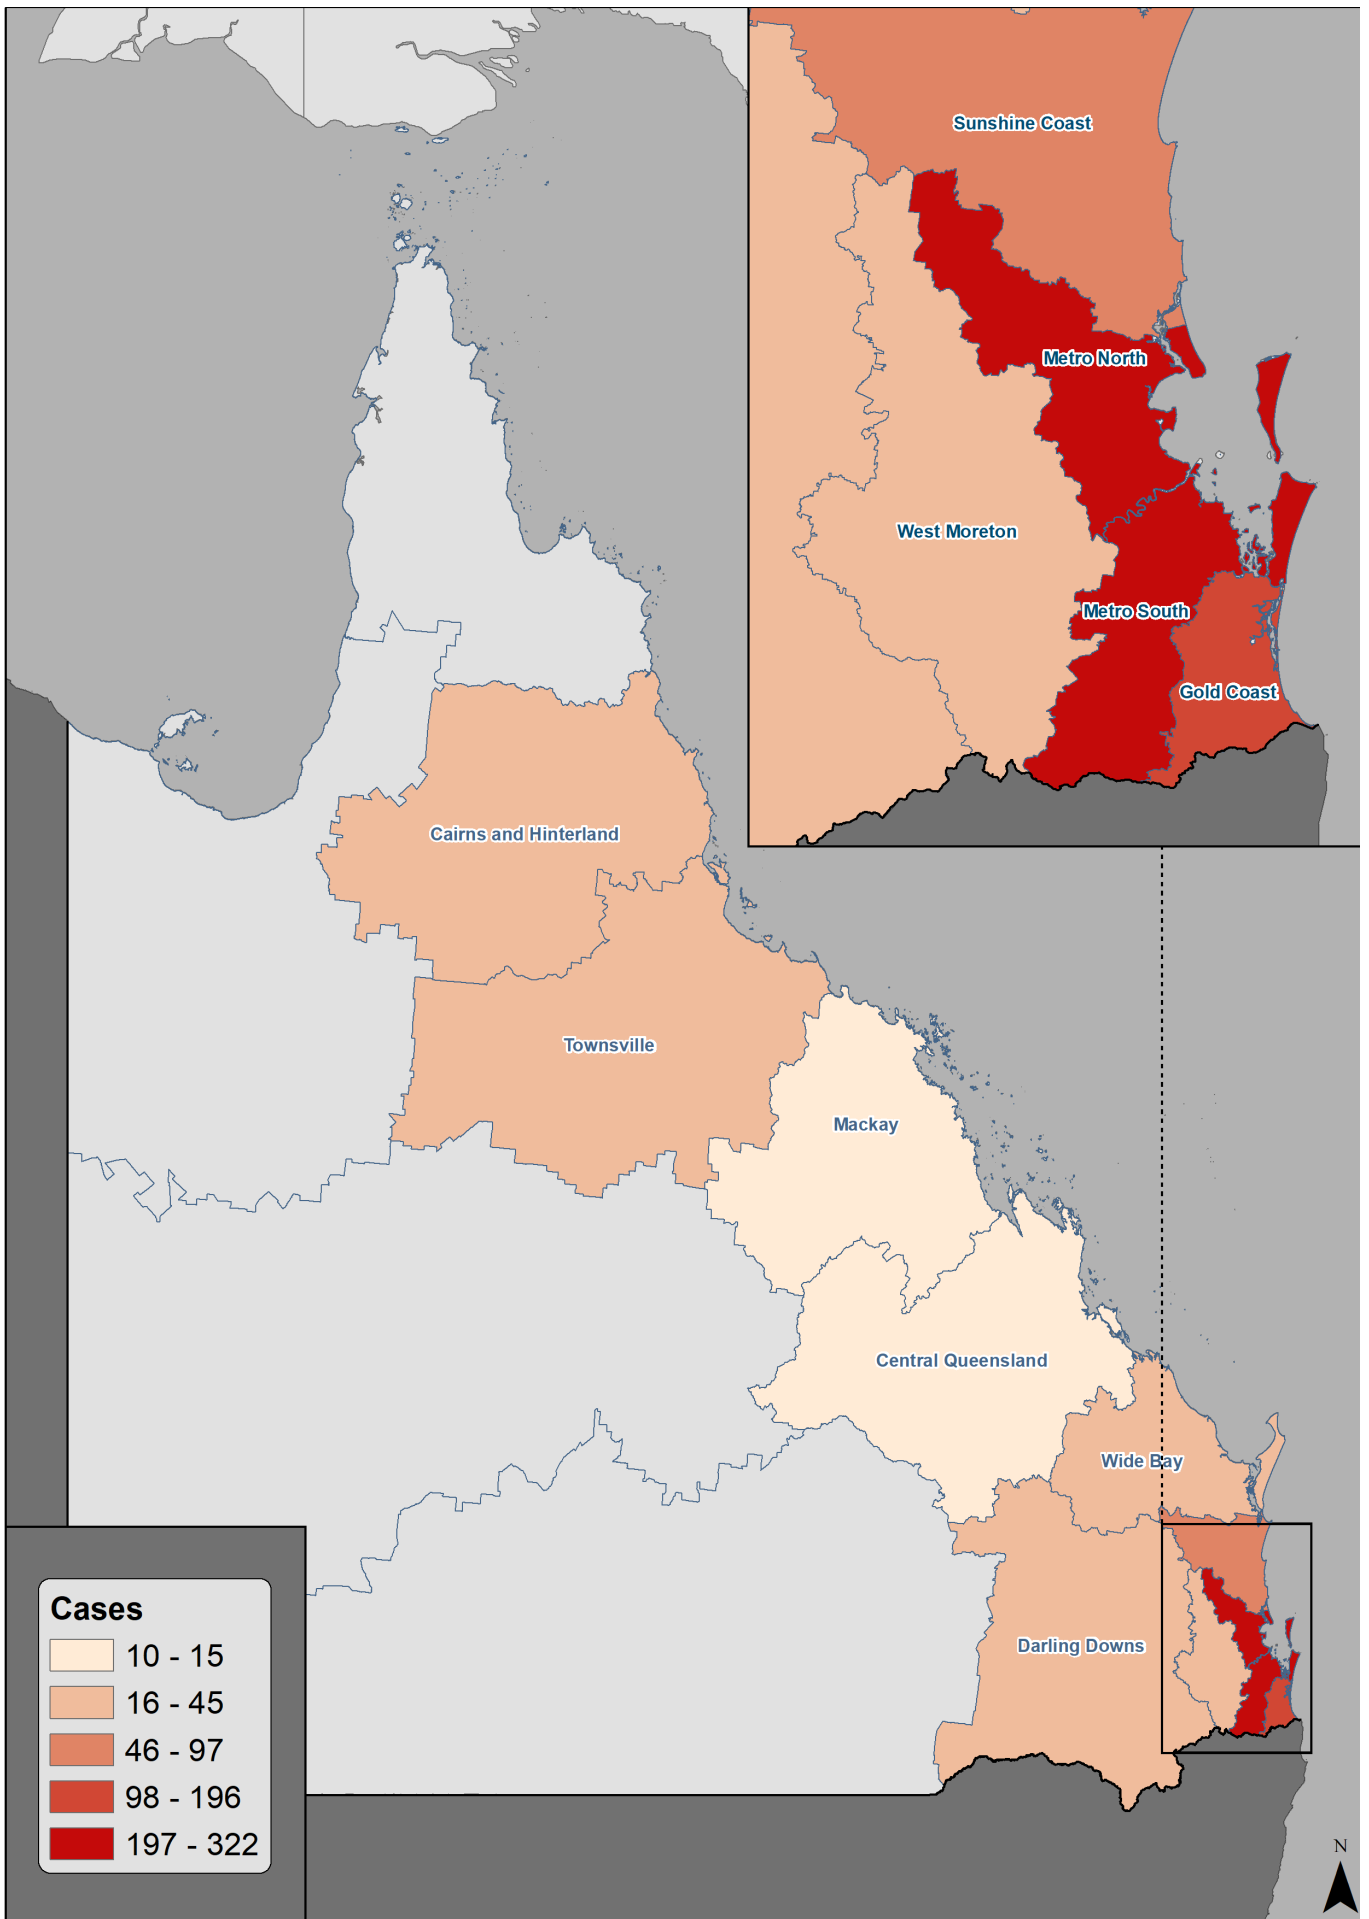 Sunshine Coast
Metro North
West Moreton
Metro South
Gold Coast
Cairns and Hinterland
Townsville
Mackay
Central Queensland
Wide Bay
Darling Downs
Cases
10 - 15
16 - 45
46 - 97
98 - 196
197 - 322
N